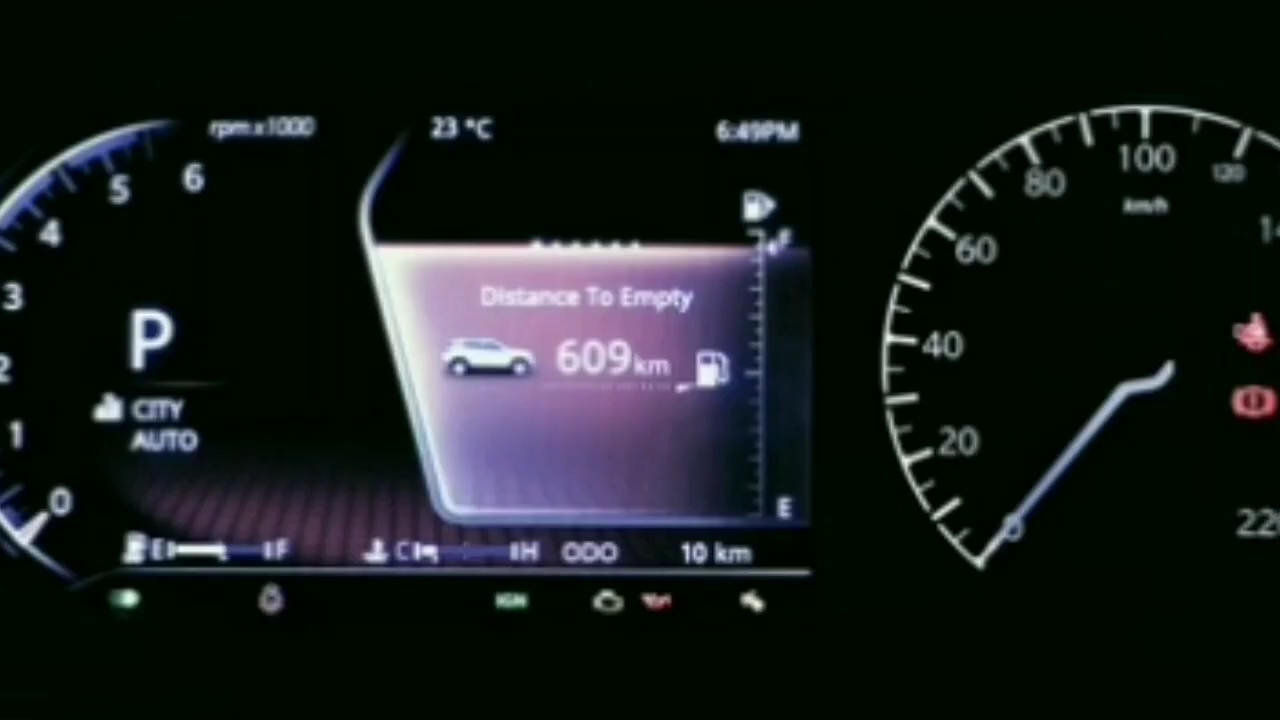 rpm x1000
23 °C
6:49PM
6
5
4
3
2
1
0
P
CITY
AUTO
F
Distance To Empty
609 km
E
E F
C H
ODO 10 km
IGN
100
80
120
km/h
60
40
20
0